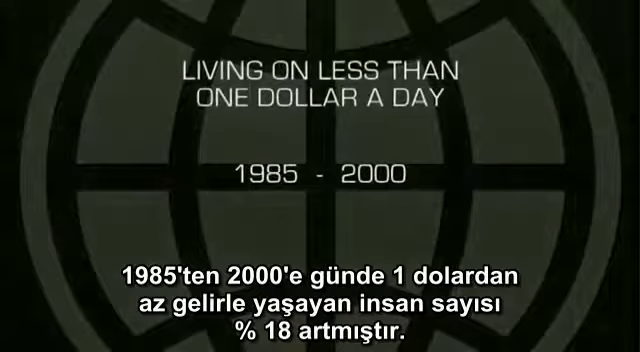 LIVING ON LESS THAN
ONE DOLLAR A DAY
1985 - 2000
1985'ten 2000'e günde 1 dolardan
az gelirle yaşayan insan sayısı
% 18 artmıştır.